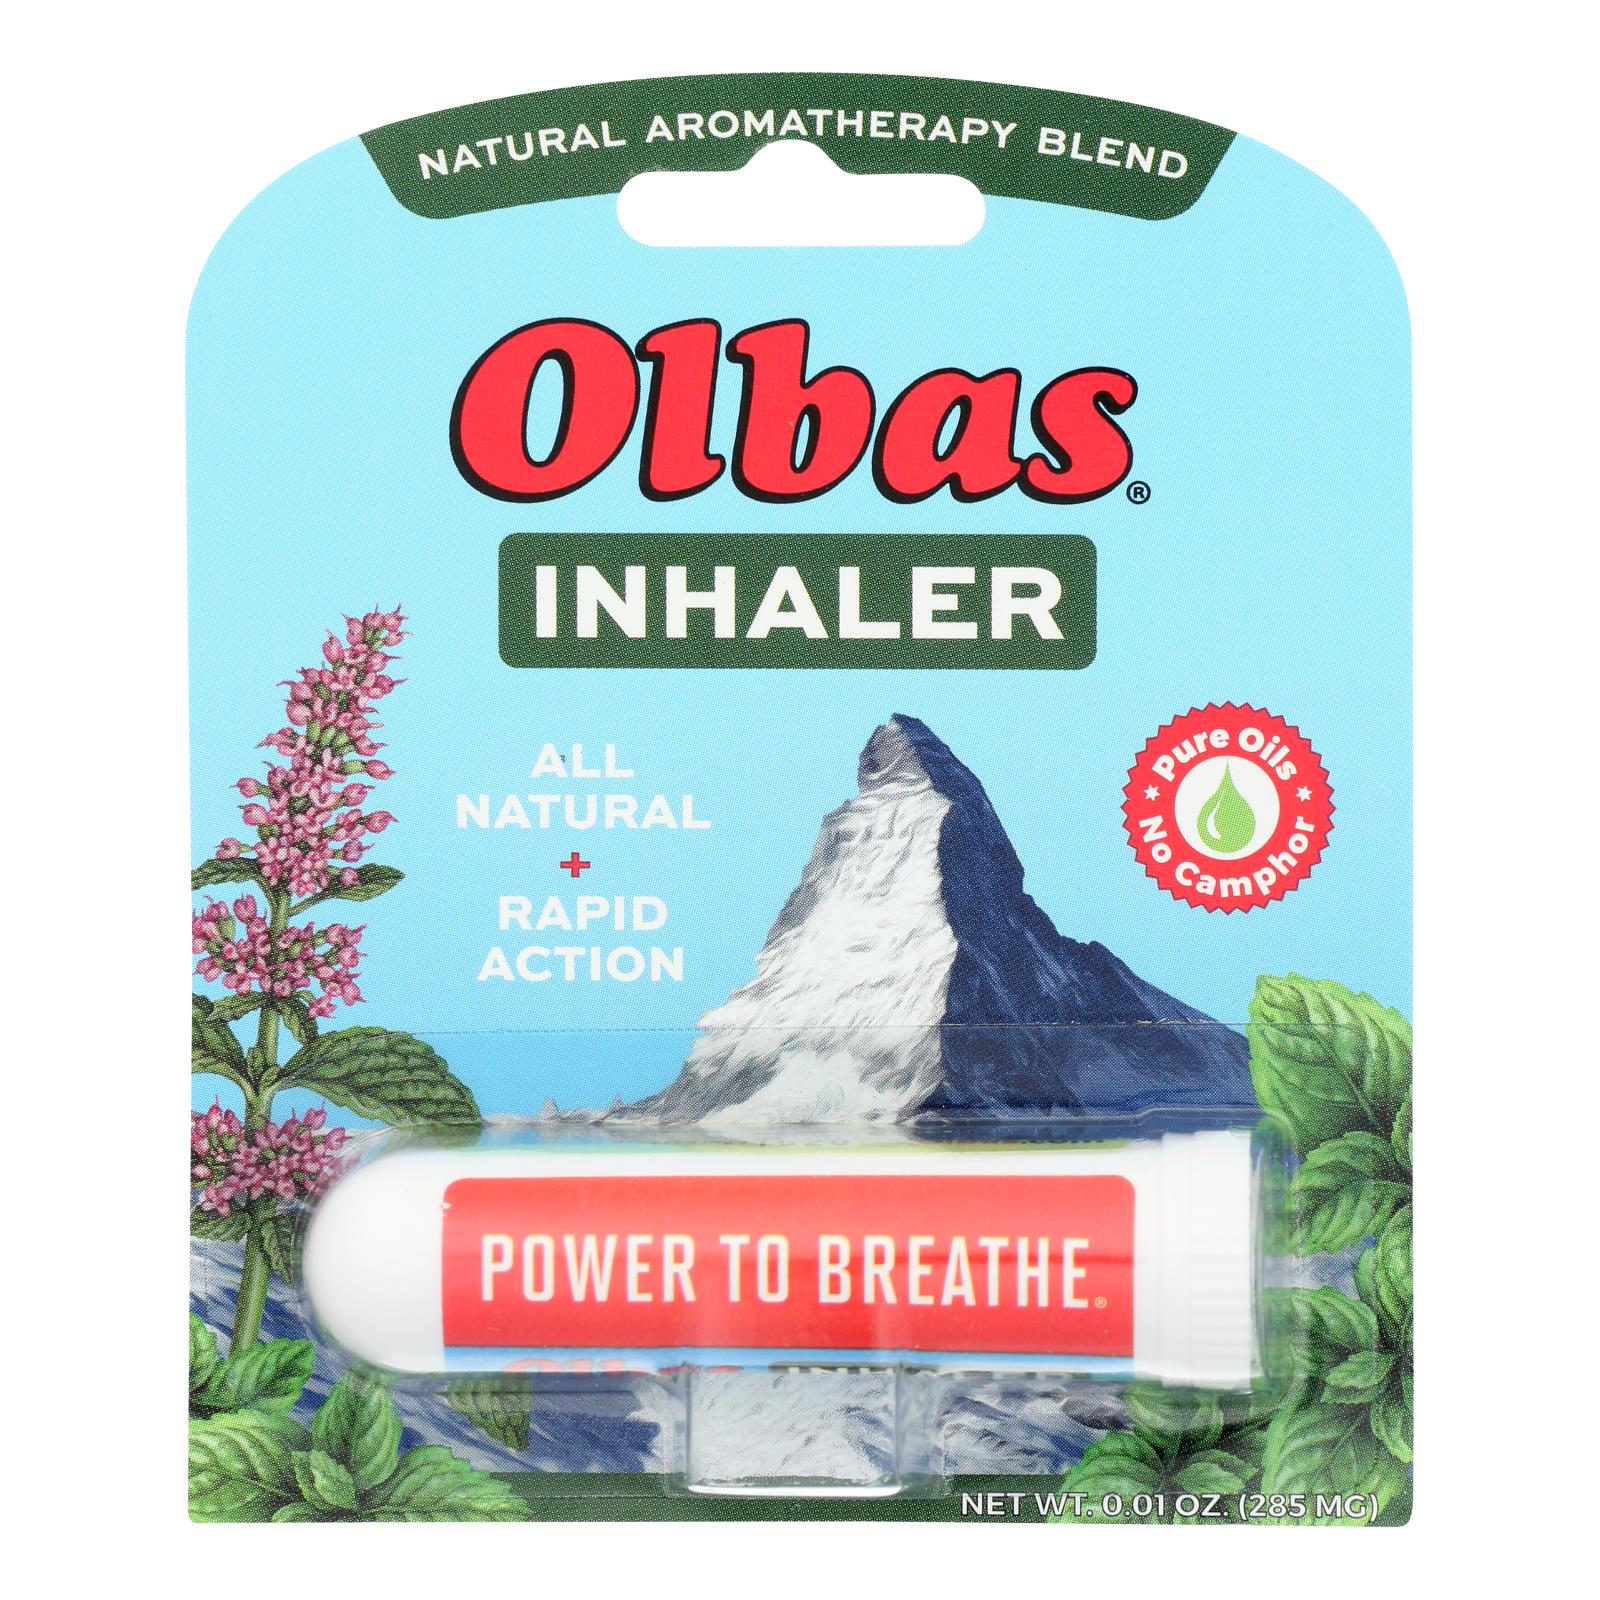 NATURAL AROMATHERAPY BLEND
Olbas®
INHALER
ALL
NATURAL
+
RAPID
ACTION
Pure Oils
No Camphor
POWER TO BREATHE®
NET WT. 0.01 OZ. (285 MG)